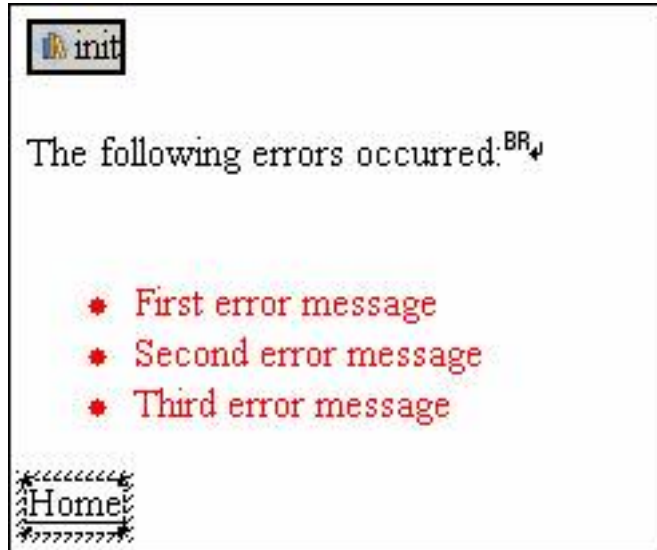 init
The following errors occurred:BR
First error message
Second error message
Third error message
Home